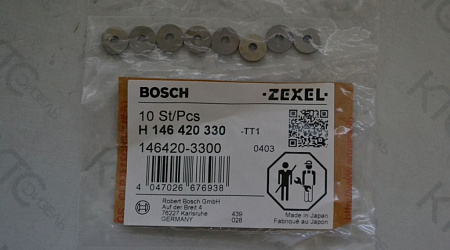 BOSCH
·ZEXEL·
10 St/Pcs
H 146 420 330 -TT1
146420-3300 0403
4 047026 676938
BOSCH
Robert Bosch GmbH
Auf der Breit 4
76227 Karlsruhe 439
GERMANY 028
Made in Japan
Fabriqué au Japon